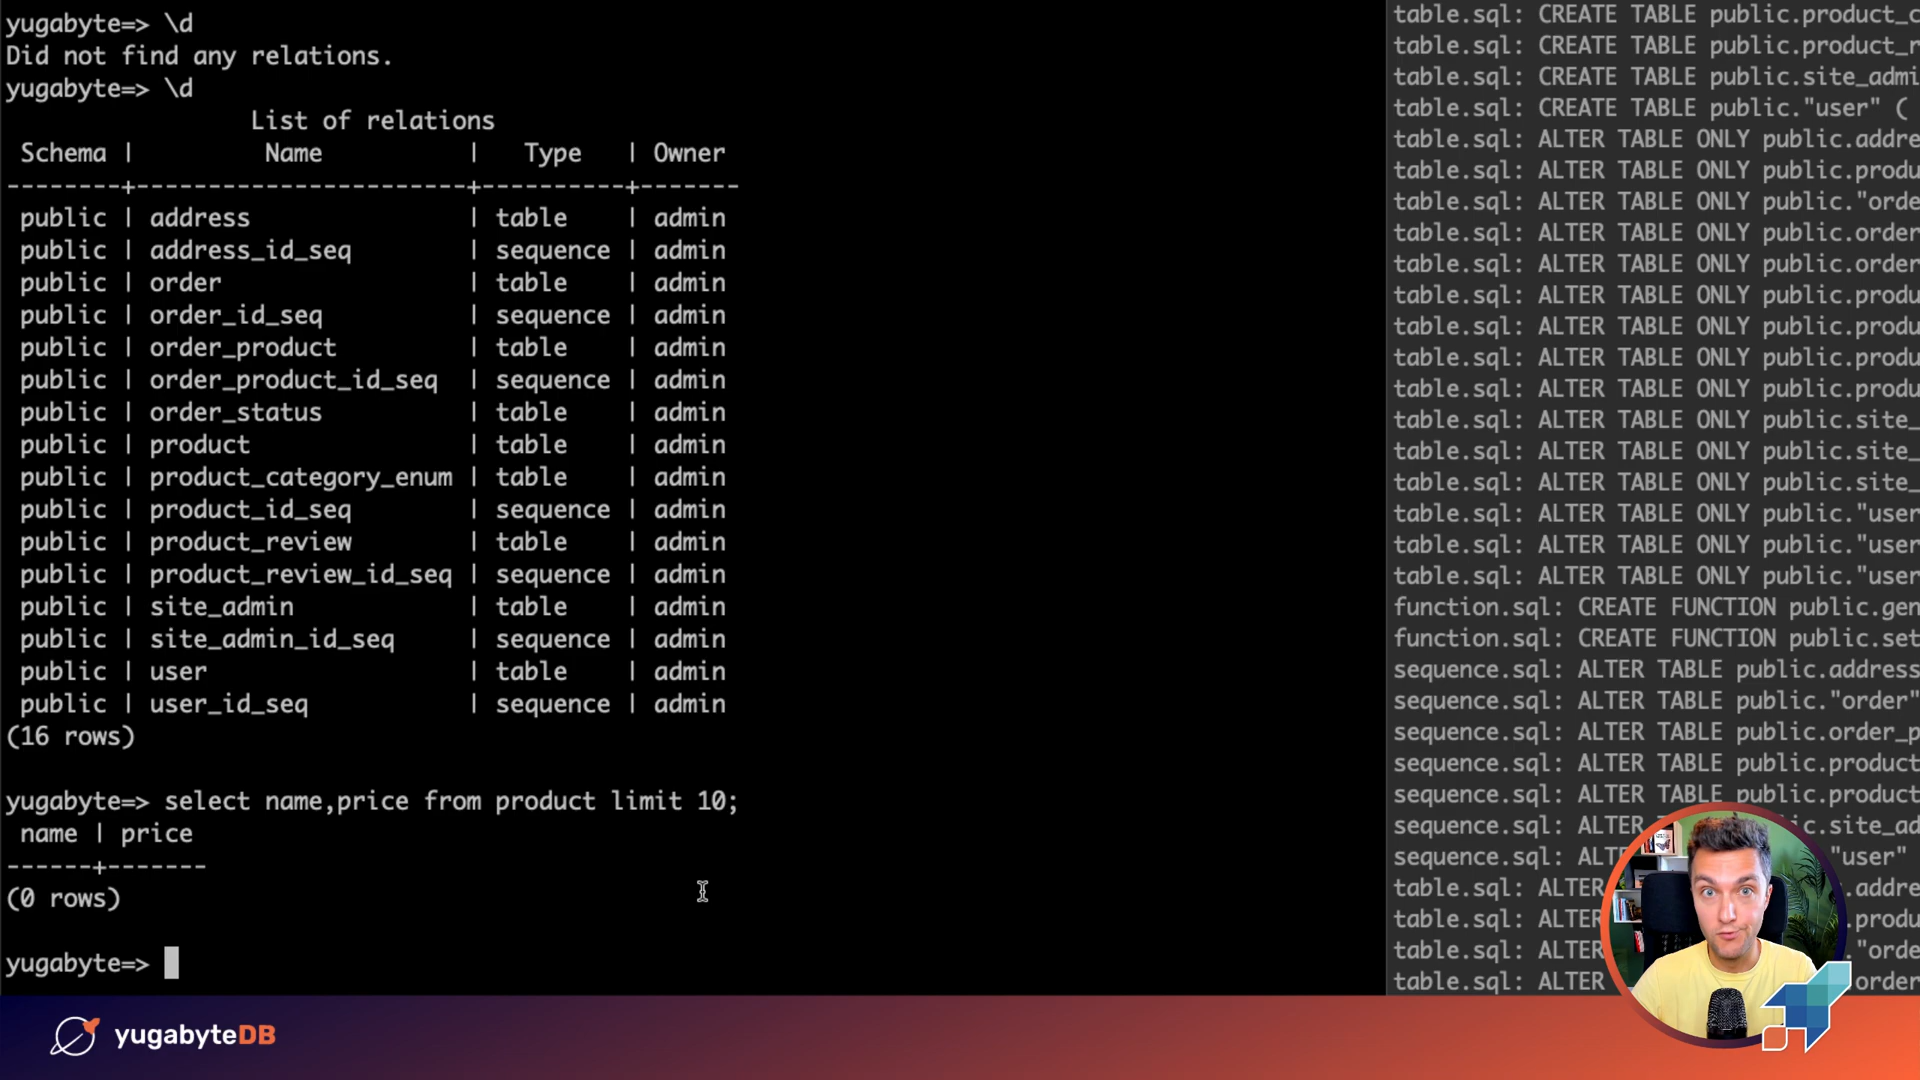 yugabyte=> \d
Did not find any relations.
yugabyte=> \d
List of relations
Schema | Name | Type | Owner
--------+----------------------+----------+-------
public | address | table | admin
public | address_id_seq | sequence | admin
public | order | table | admin
public | order_id_seq | sequence | admin
public | order_product | table | admin
public | order_product_id_seq | sequence | admin
public | order_status | table | admin
public | product | table | admin
public | product_category_enum | table | admin
public | product_id_seq | sequence | admin
public | product_review | table | admin
public | product_review_id_seq | sequence | admin
public | site_admin | table | admin
public | site_admin_id_seq | sequence | admin
public | user | table | admin
public | user_id_seq | sequence | admin
(16 rows)
yugabyte=> select name,price from product limit 10;
name | price
------+-------
(0 rows)
yugabyte=>
table.sql: CREATE TABLE public.product_c
table.sql: CREATE TABLE public.product_r
table.sql: CREATE TABLE public.site_admi
table.sql: CREATE TABLE public."user" (
table.sql: ALTER TABLE ONLY public.addre
table.sql: ALTER TABLE ONLY public.produ
table.sql: ALTER TABLE ONLY public."orde
table.sql: ALTER TABLE ONLY public.order
table.sql: ALTER TABLE ONLY public.order
table.sql: ALTER TABLE ONLY public.produ
table.sql: ALTER TABLE ONLY public.produ
table.sql: ALTER TABLE ONLY public.produ
table.sql: ALTER TABLE ONLY public.produ
table.sql: ALTER TABLE ONLY public.site_
table.sql: ALTER TABLE ONLY public.site_
table.sql: ALTER TABLE ONLY public.site_
table.sql: ALTER TABLE ONLY public."user
table.sql: ALTER TABLE ONLY public."user
table.sql: ALTER TABLE ONLY public."user
function.sql: CREATE FUNCTION public.gen
function.sql: CREATE FUNCTION public.set
sequence.sql: ALTER TABLE public.address
sequence.sql: ALTER TABLE public."order"
sequence.sql: ALTER TABLE public.order_p
sequence.sql: ALTER TABLE public.product
sequence.sql: ALTER TABLE public.product
sequence.sql: ALTER c.site_ad
sequence.sql: ALT "user"
table.sql: ALTER .addre
table.sql: ALTER .produ
table.sql: ALTER ."orde
table.sql: ALTER order
yugabyteDB